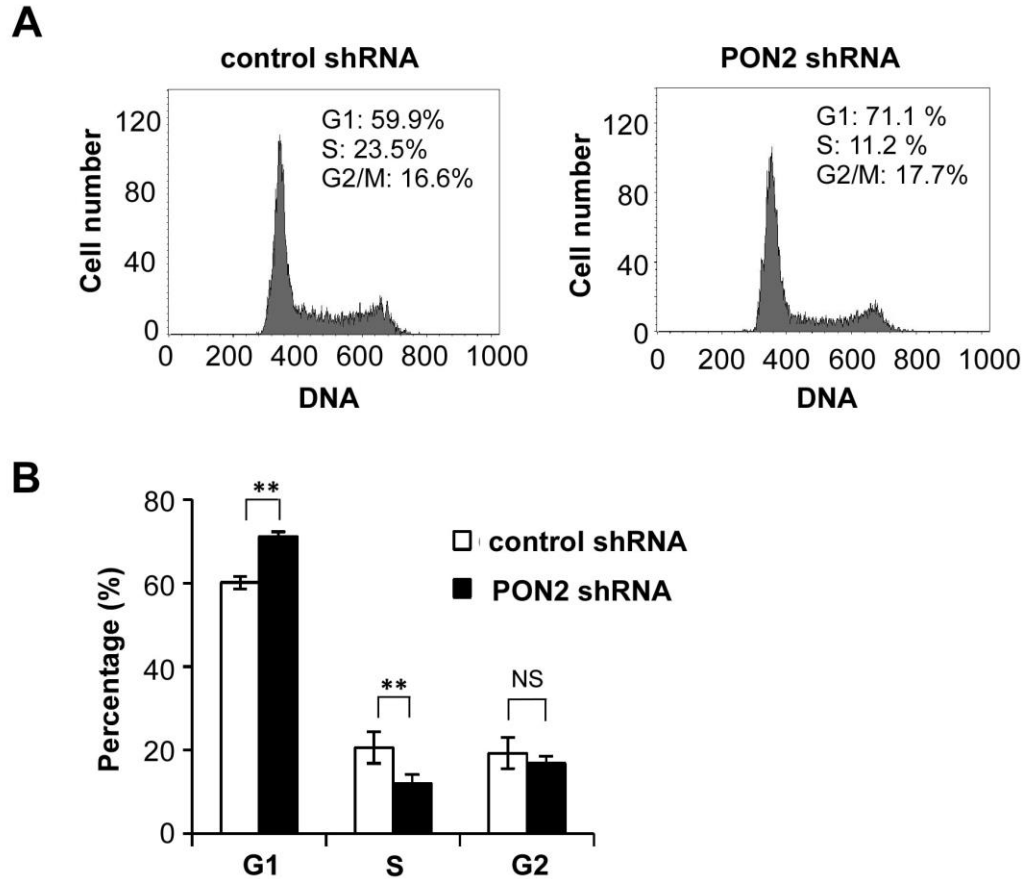 A
control shRNA
G1: 59.9%
S: 23.5%
G2/M: 16.6%
120
80
40
0
Cell number
0 200 400 600 800 1000
DNA
PON2 shRNA
G1: 71.1 %
S: 11.2 %
G2/M: 17.7%
120
80
40
0
Cell number
0 200 400 600 800 1000
DNA
B
80
60
40
20
0
Percentage (%)
**
**
NS
control shRNA
PON2 shRNA
G1 S G2